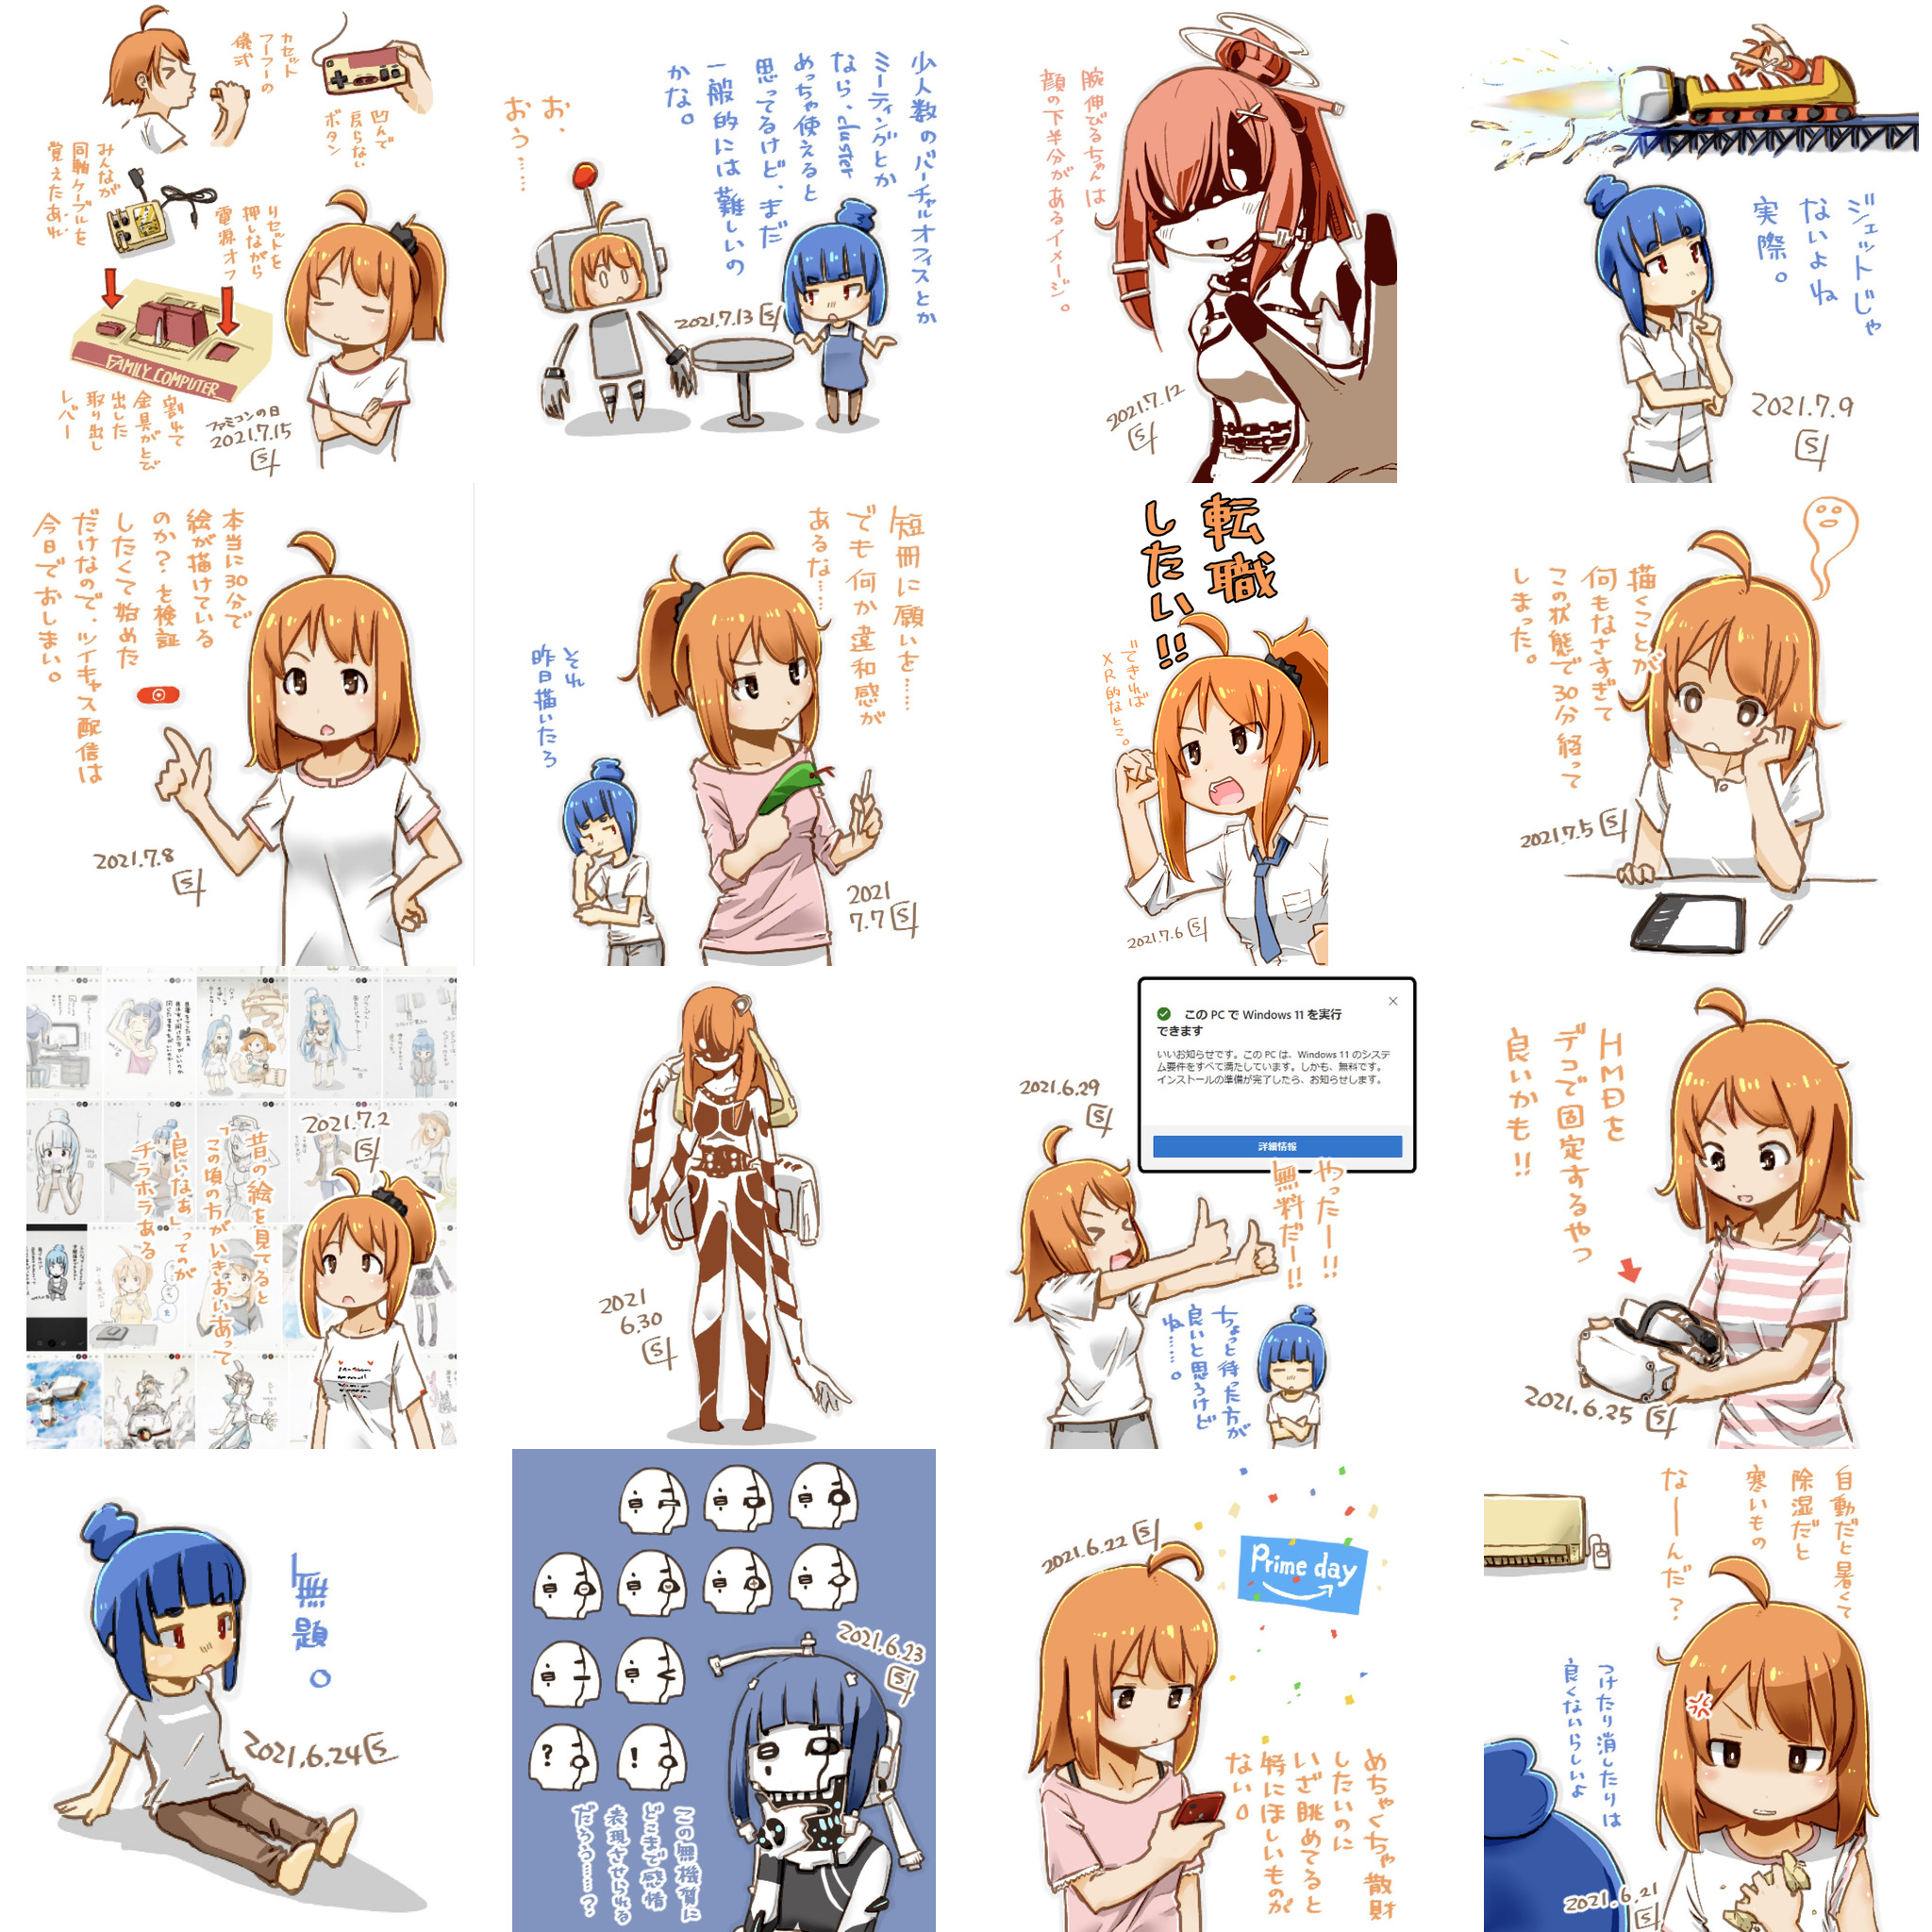 カセット
フーフーの
儀式
凹んで
戻らない
ボタン
みんなが
同軸ケーブルを
覚えたあれ
リセットを
押しながら
電源オフ
FAMILY COMPUTER
割れて
金具がとび
出した
取り出し
レバー
ファミコンの日
2021.7.15
少人数のバーチャルオフィスとか
ミーティングとか
なら、cluster
めっちゃ使えると
思ってるけど、まだ
一般的には難しいの
かな。
お、
おう……
2021.7.13
腕伸びるちゃんは
顔の下半分があるイメージ。
2021.7.12
ジェットじゃ
ないよね
実際。
2021.7.9
本当に30分で
絵が描けている
のか?を検証
したくて始めた
だけなので、ツイキャス配信は
今日でおしまい。
2021.7.8
短冊に願いを……
でも何か違和感が
あるな……
それ
昨日描いたろ
2021
7.7
転職
したい!!
"できれば
XR的なとこ。
2021.7.6
描くことが
何もなさすぎて
この状態で30分経って
しまった。
2021.7.5
2021.7.2
昔の絵を見てると
「この頃の方がいきおいあって
良いなぁ」ってのが
チラホラある
2021
6.30
2021.6.29
このPCで Windows 11 を実行
できます
いいお知らせです。この PC は、Windows 11 のシステ
ム要件をすべて満たしています。しかも、無料です。
インストールの準備が完了したら、お知らせします。
詳細情報
やったー!!
無料だー!!
ちょっと待った方が
良いと思うけど
ね……。
HMDを
デコで固定するやつ
良いかも!!
2021.6.25
無題。
2021.6.24
2021.6.23
?
!
この無機質に
どこまで感情
表現させられる
だろう……?
2021.6.22
Prime day
めちゃくちゃ散財
したいのに
いざ眺めてると
特にほしいものが
ない。
自動だと暑くて
除湿だと
寒いもの
なーんだ?
つけたり消したりは
良くないらしいよ
2021.6.21